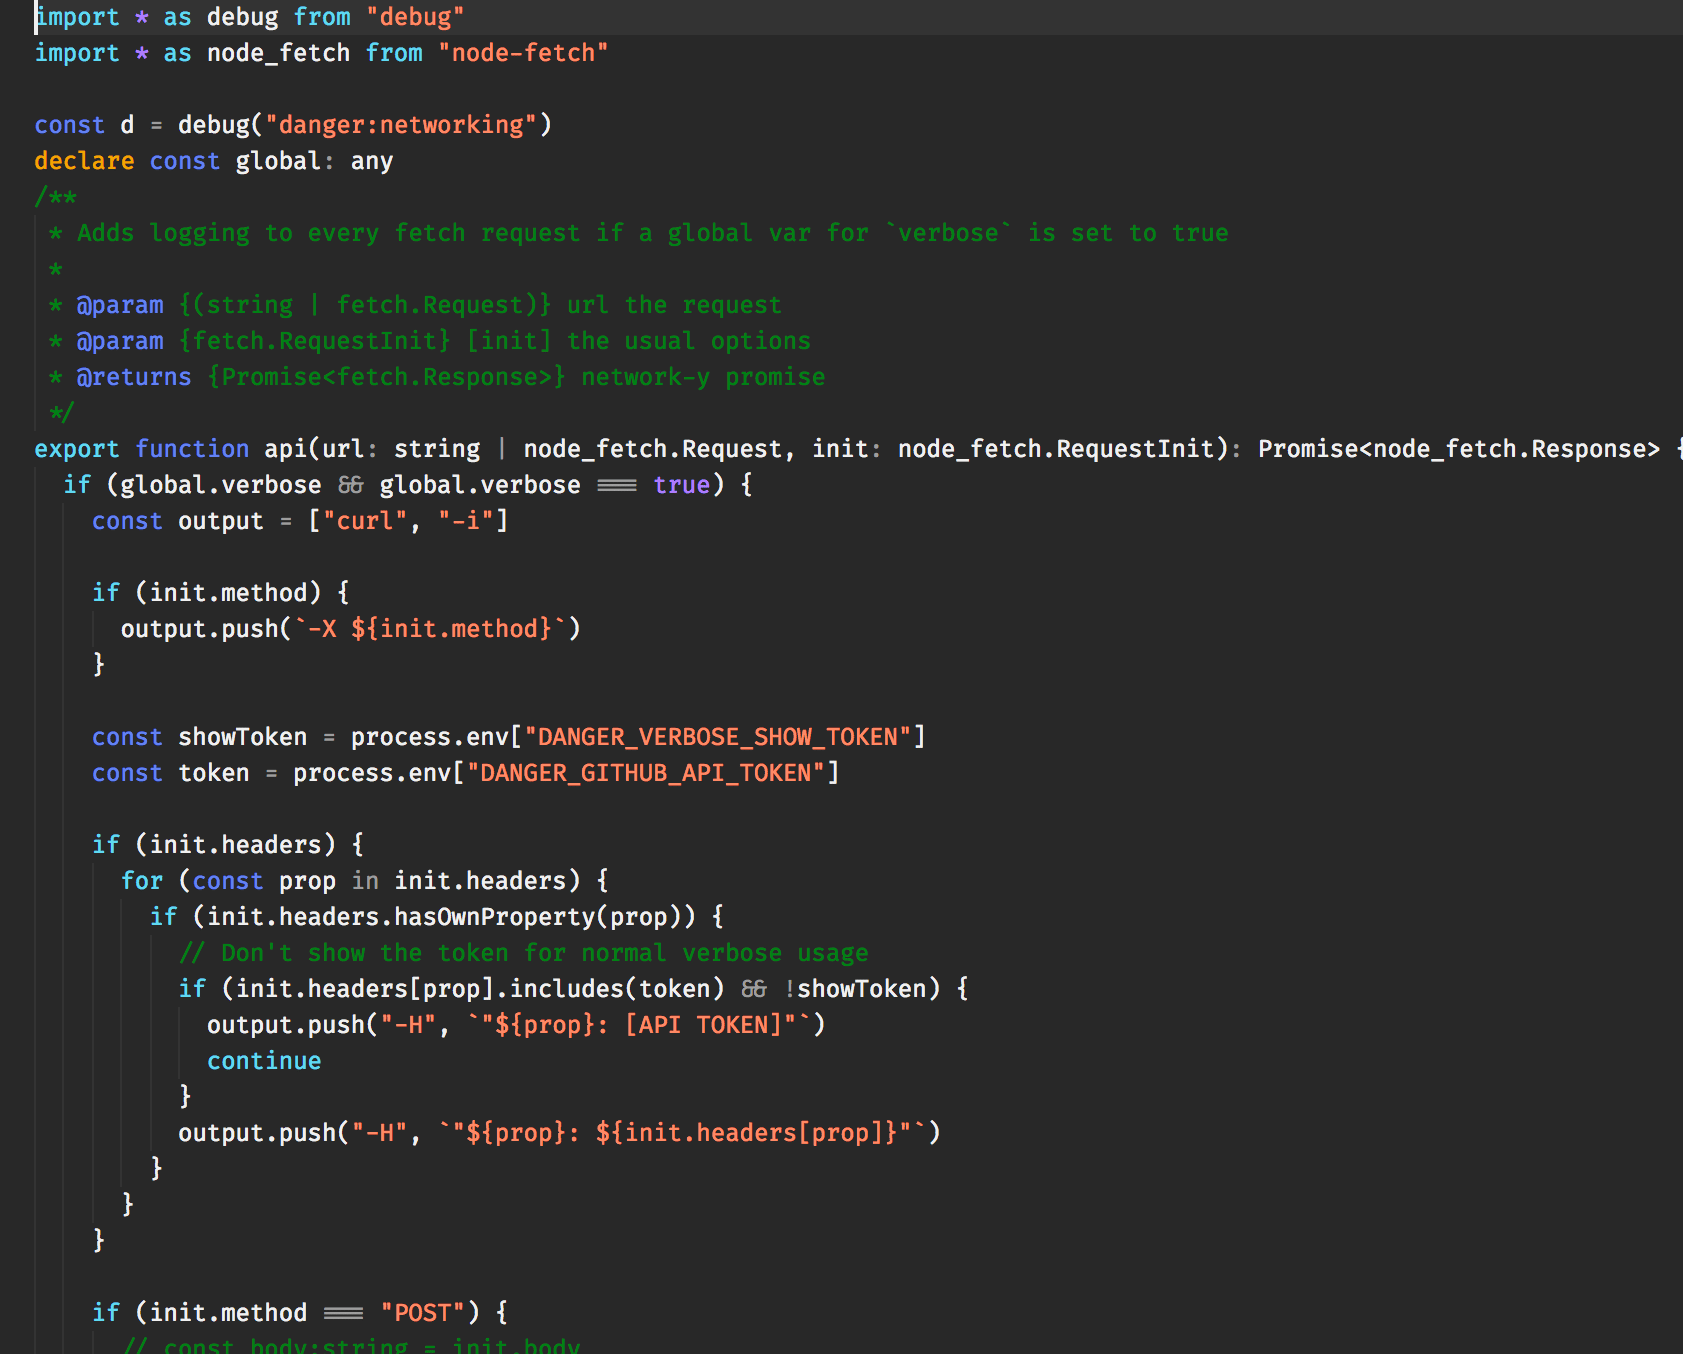 import * as debug from "debug"
import * as node_fetch from "node-fetch"
const d = debug("danger:networking")
declare const global: any
/**
* Adds logging to every fetch request if a global var for `verbose` is set to true
*
* @param {(string | fetch.Request)} url the request
* @param {fetch.RequestInit} [init] the usual options
* @returns {Promise<fetch.Response>} network-y promise
*/
export function api(url: string | node_fetch.Request, init: node_fetch.RequestInit): Promise<node_fetch.Response> {
if (global.verbose && global.verbose === true) {
const output = ["curl", "-i"]
if (init.method) {
output.push(`-X ${init.method}`)
}
const showToken = process.env["DANGER_VERBOSE_SHOW_TOKEN"]
const token = process.env["DANGER_GITHUB_API_TOKEN"]
if (init.headers) {
for (const prop in init.headers) {
if (init.headers.hasOwnProperty(prop)) {
// Don't show the token for normal verbose usage
if (init.headers[prop].includes(token) && !showToken) {
output.push("-H", `"${prop}: [API TOKEN]"`)
continue
}
output.push("-H", `"${prop}: ${init.headers[prop]}"`)
}
}
}
if (init.method === "POST") {
// const body:string = init.body